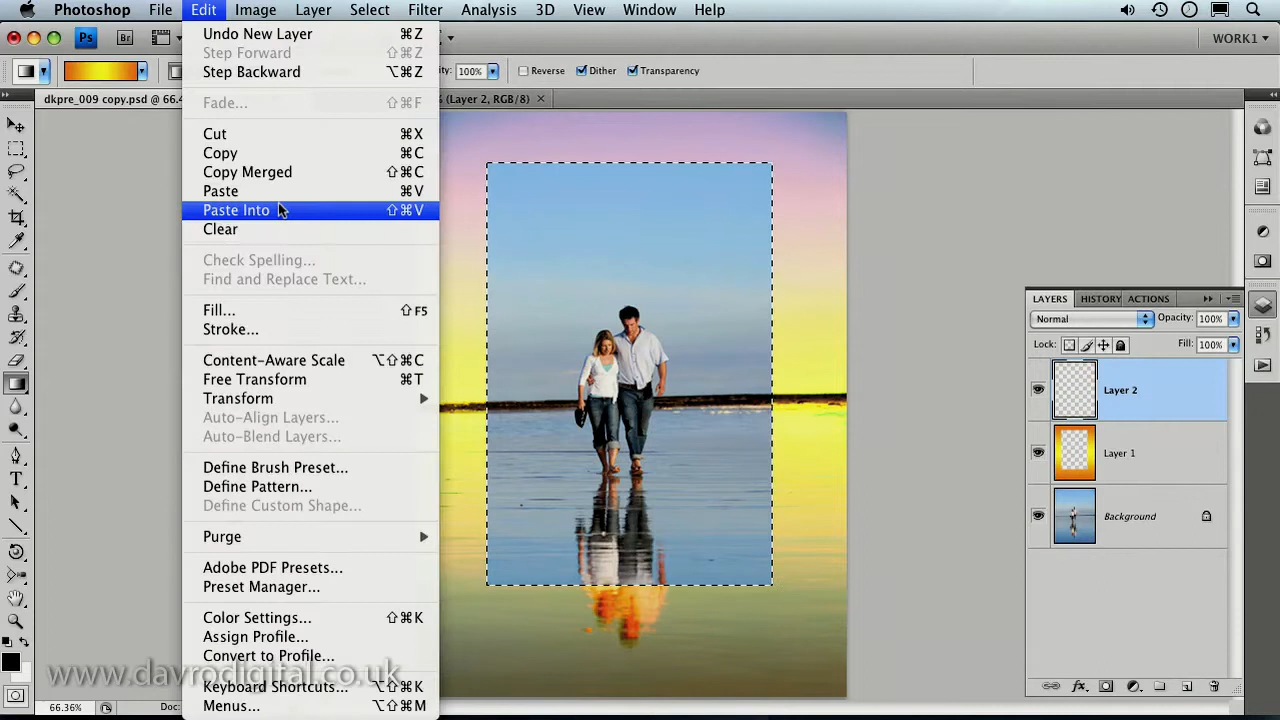 Photoshop File Edit Image Layer Select Filter Analysis 3D View Window Help
Ps Br WORK1
100% Reverse Dither Transparency
dkpre_009 copy.psd @ 66.4 (Layer 2, RGB/8)
Undo New Layer ⌘Z
Step Forward ⇧⌘Z
Step Backward ⌥⌘Z
Fade... ⇧⌘F
Cut ⌘X
Copy ⌘C
Copy Merged ⇧⌘C
Paste ⌘V
Paste Into ⇧⌘V
Clear
Check Spelling...
Find and Replace Text...
Fill... ⇧F5
Stroke...
Content-Aware Scale ⌥⇧⌘C
Free Transform ⌘T
Transform
Auto-Align Layers...
Auto-Blend Layers...
Define Brush Preset...
Define Pattern...
Define Custom Shape...
Purge
Adobe PDF Presets...
Preset Manager...
Color Settings... ⇧⌘K
Assign Profile...
Convert to Profile...
Keyboard Shortcuts... ⌥⇧⌘K
Menus... ⌥⇧⌘M
www.davrodigital.co.uk
66.36% Doc:
LAYERS HISTORY ACTIONS
Normal Opacity: 100%
Lock: Fill: 100%
Layer 2
Layer 1
Background